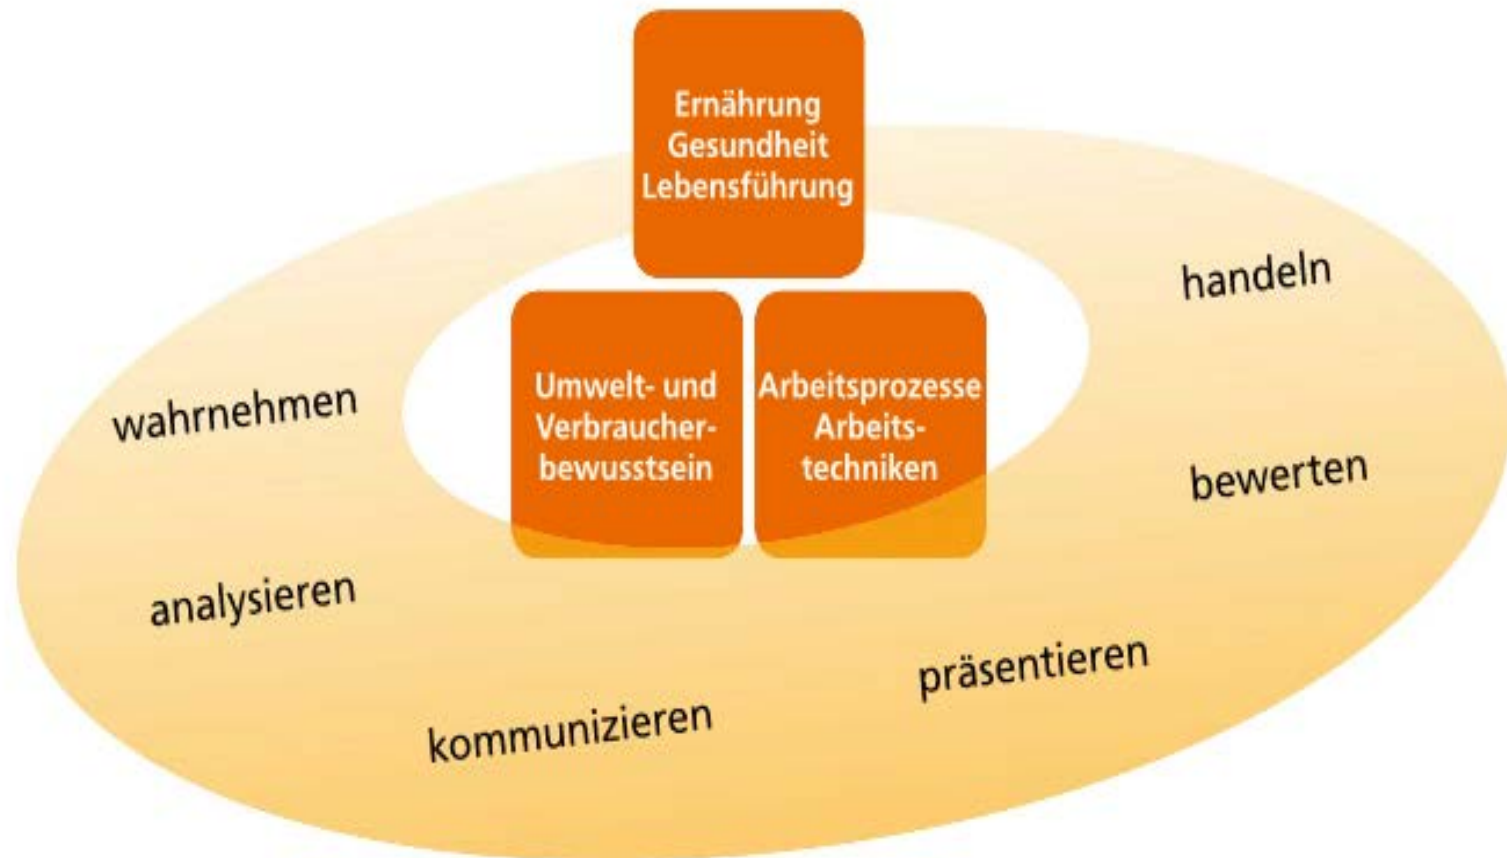 Ernährung
Gesundheit
Lebensführung
Umwelt- und
Verbraucher-
bewusstsein
Arbeitsprozesse
Arbeits-
techniken
wahrnehmen
analysieren
kommunizieren
präsentieren
bewerten
handeln